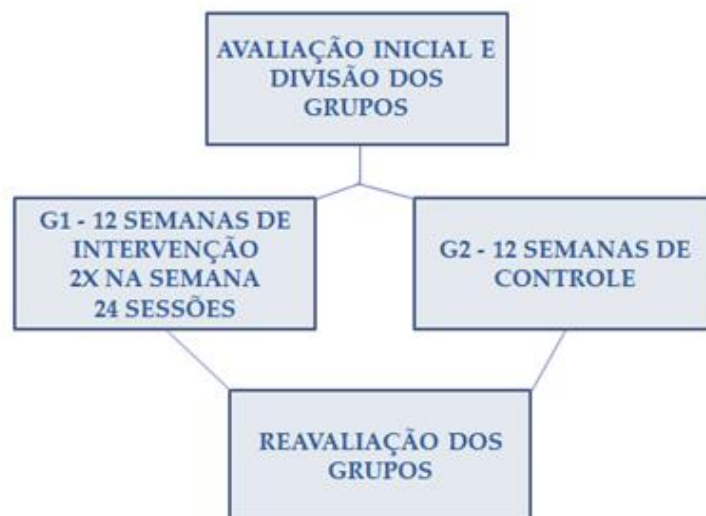 AVALIAÇÃO INICIAL E
DIVISÃO DOS
GRUPOS
G1 - 12 SEMANAS DE
INTERVENÇÃO
2X NA SEMANA
24 SESSÕES
G2 - 12 SEMANAS DE
CONTROLE
REAVALIAÇÃO DOS
GRUPOS